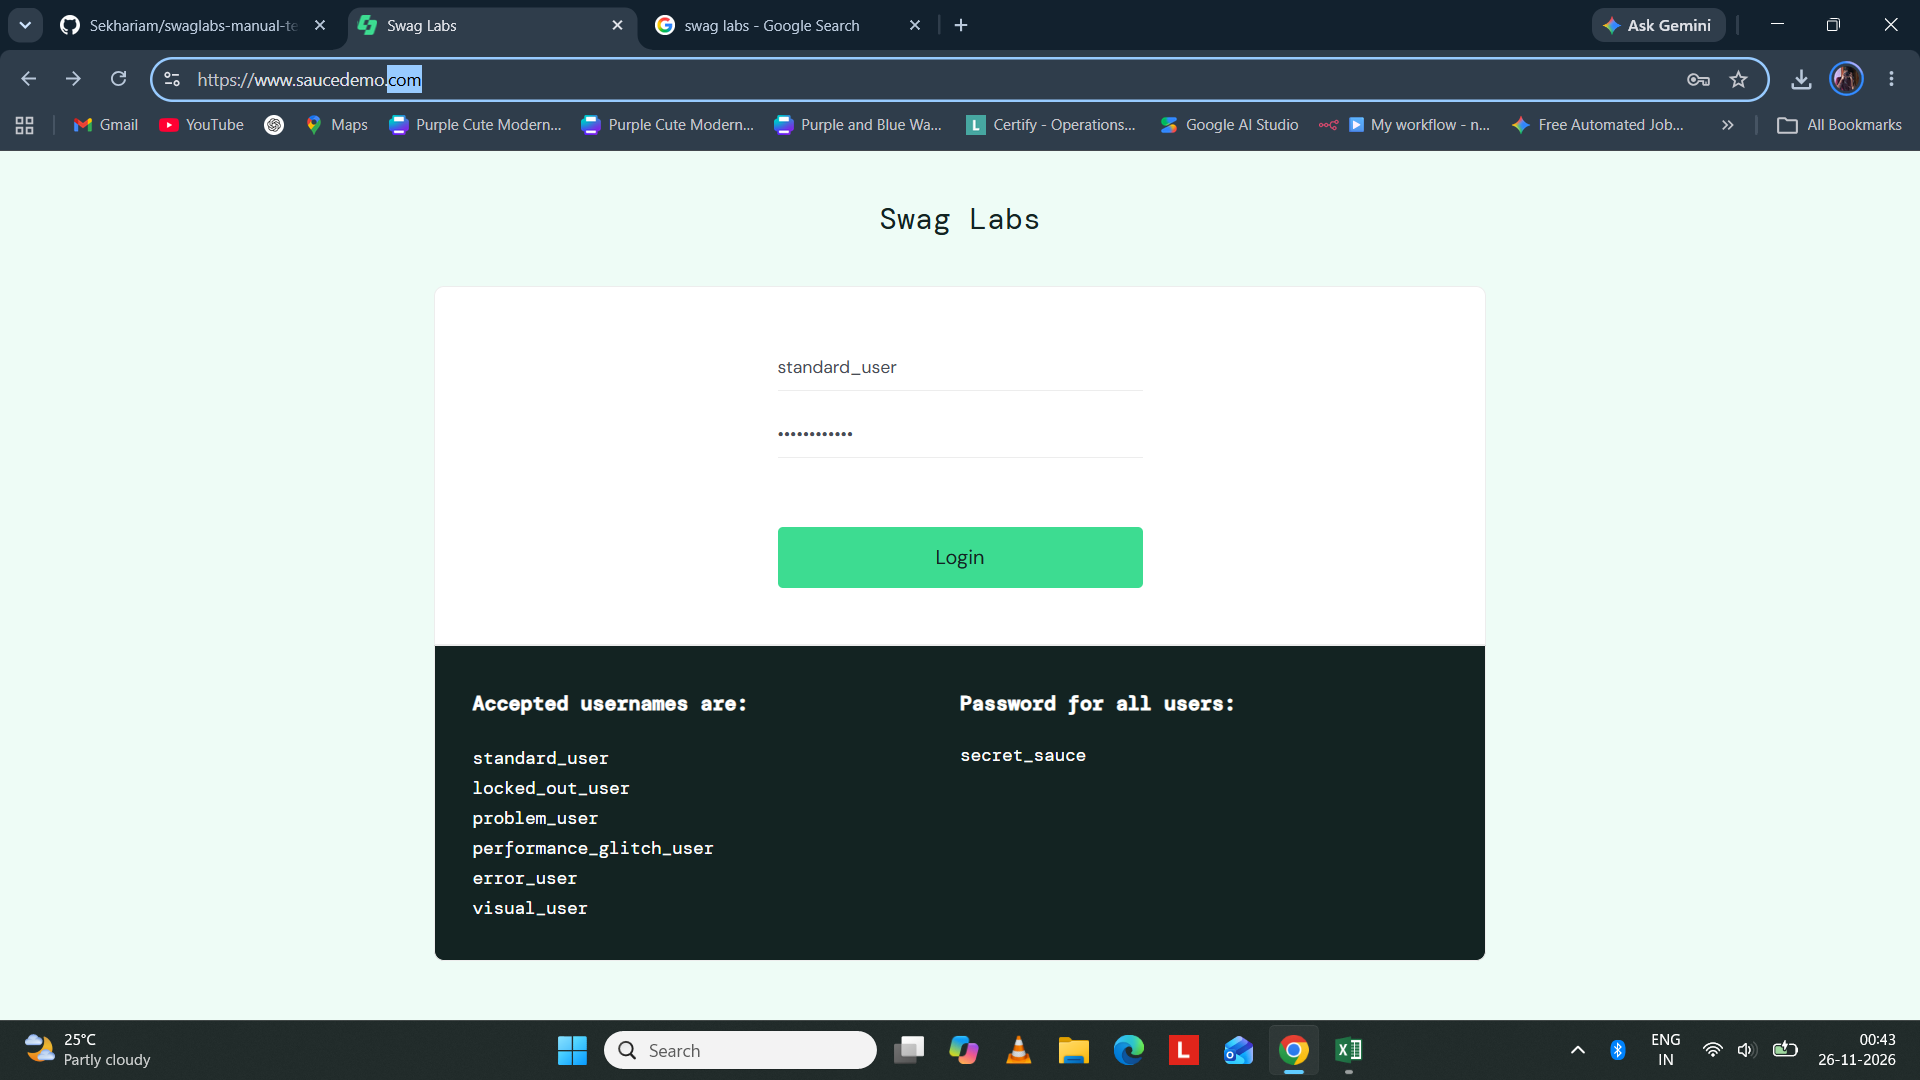 Sekhariam/swaglabs-manual-te
Swag Labs
swag labs - Google Search
Ask Gemini
https://www.saucedemo.com
Gmail
YouTube
Maps
Purple Cute Modern...
Purple Cute Modern...
Purple and Blue Wa...
L
Certify - Operations...
Google AI Studio
My workflow - n...
Free Automated Job...
»
All Bookmarks
Swag Labs
standard_user
••••••••••••
Login
Accepted usernames are:
standard_user
locked_out_user
problem_user
performance_glitch_user
error_user
visual_user
Password for all users:
secret_sauce
25°C
Partly cloudy
Search
L
ENG
IN
00:43
26-11-2026